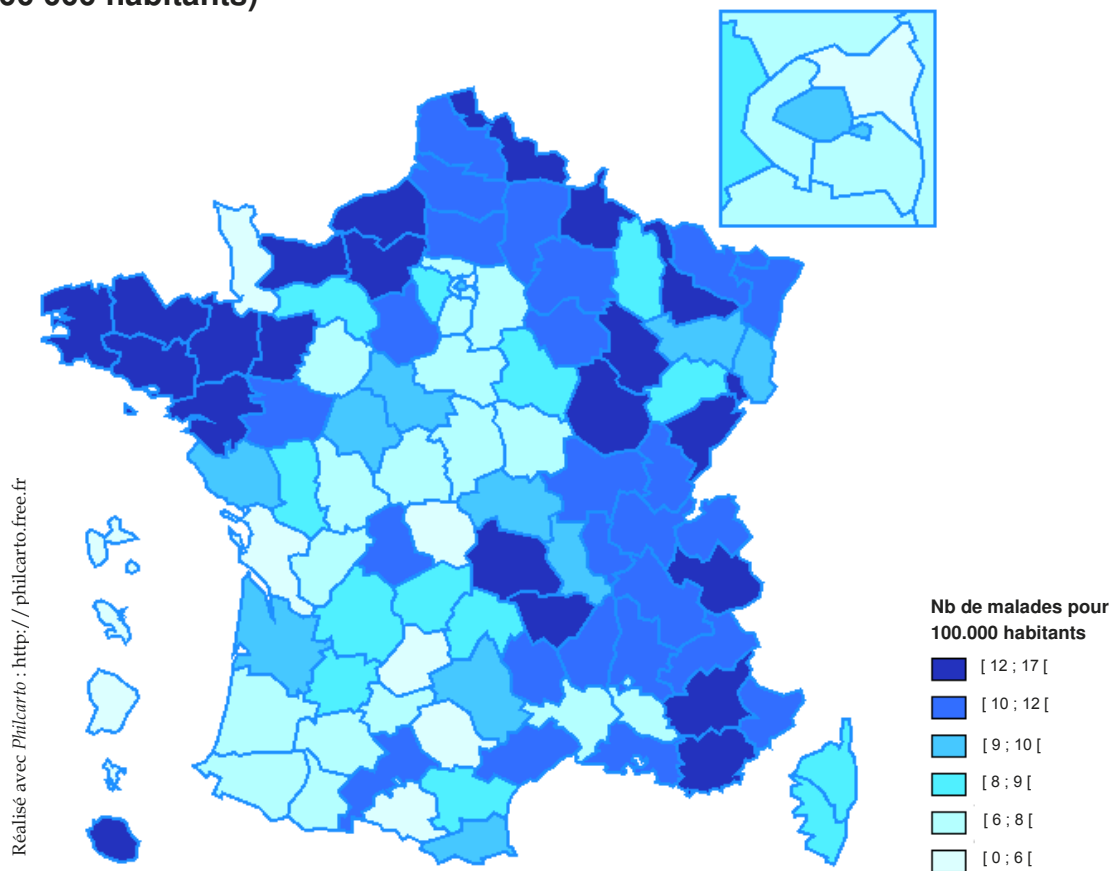 00 000 habitants)
Réalisé avec Philcarto : http://philcarto.free.fr
Nb de malades pour
100.000 habitants
[ 12 ; 17 [
[ 10 ; 12 [
[ 9 ; 10 [
[ 8 ; 9 [
[ 6 ; 8 [
[ 0 ; 6 [